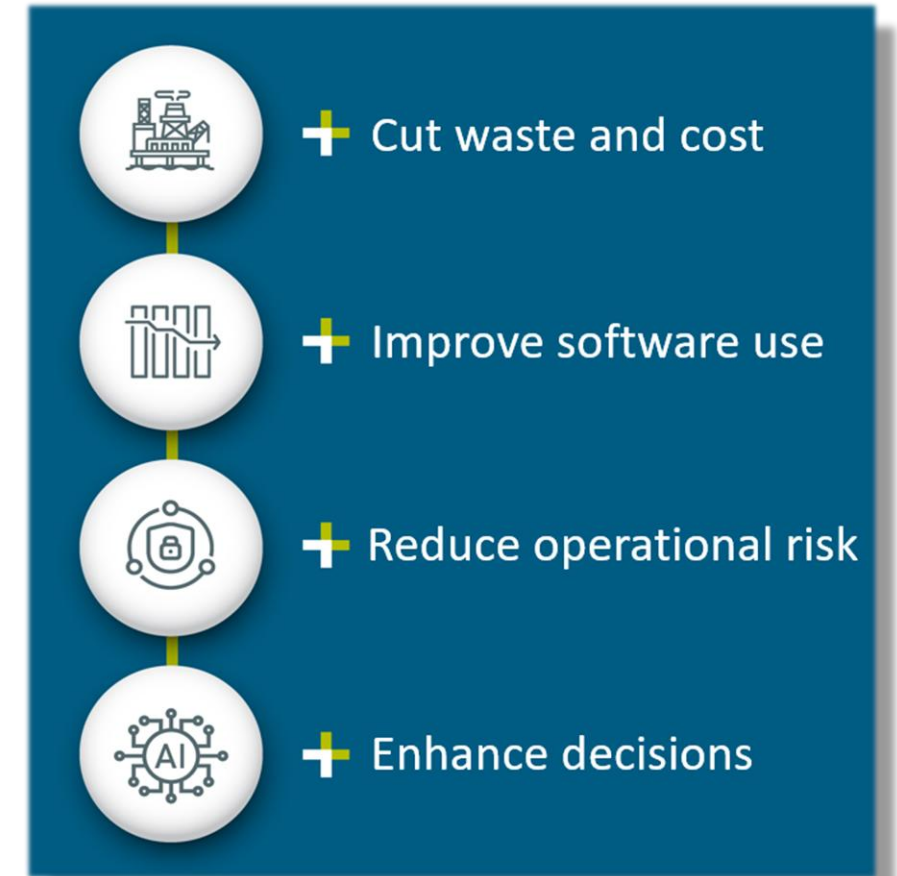 Cut waste and cost
Improve software use
Reduce operational risk
AI
Enhance decisions